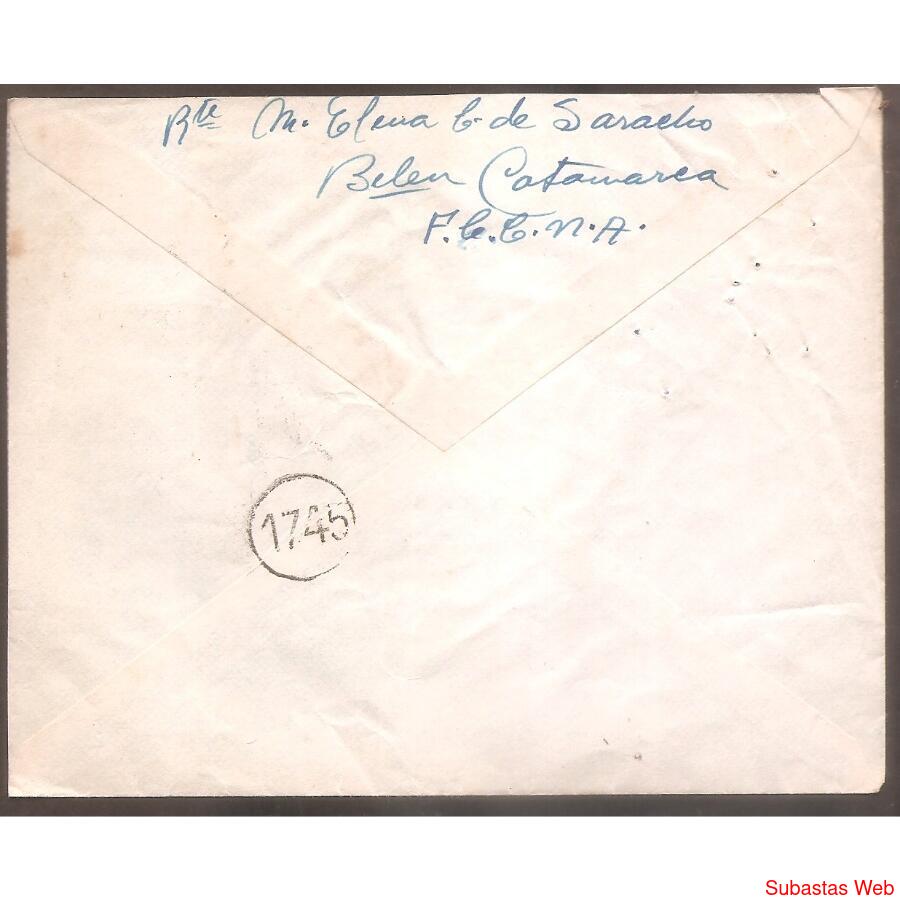 Rte M. Elena C. de Saracho
Belen Catamarca
F.C.C.N.A.
1745
Subastas Web